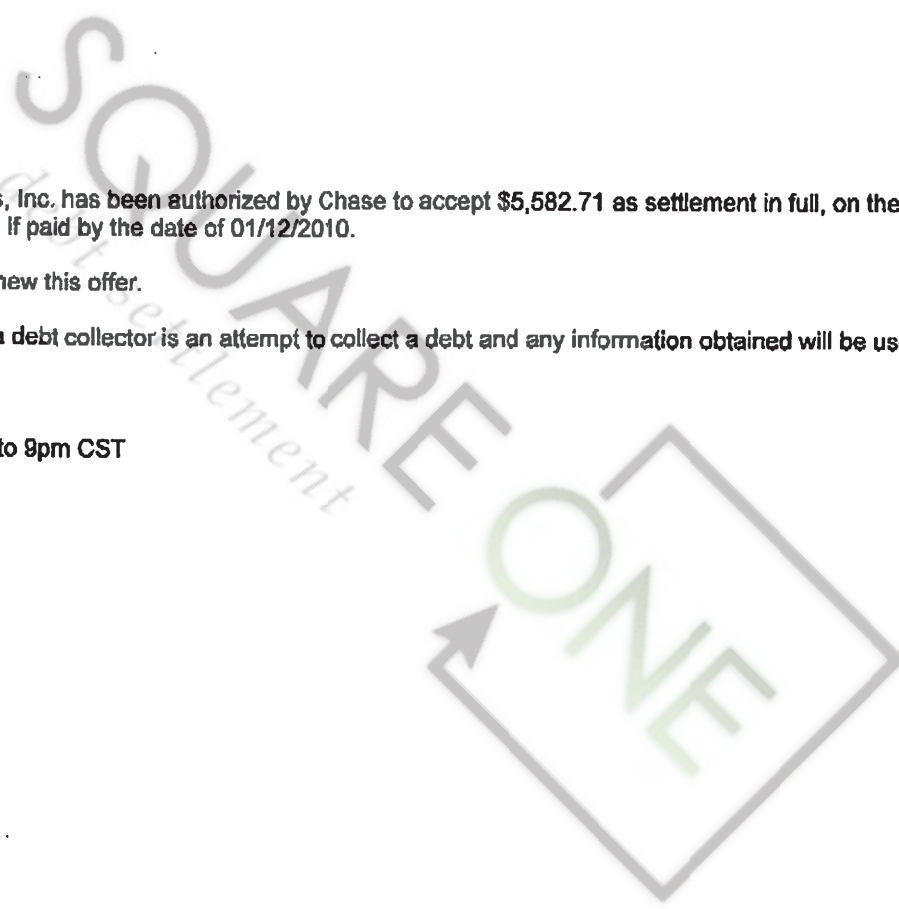 s, Inc. has been authorized by Chase to accept $5,582.71 as settlement in full, on the
If paid by the date of 01/12/2010.
new this offer.
a debt collector is an attempt to collect a debt and any information obtained will be us
to 9pm CST
SQUARE ONE
debt settlement